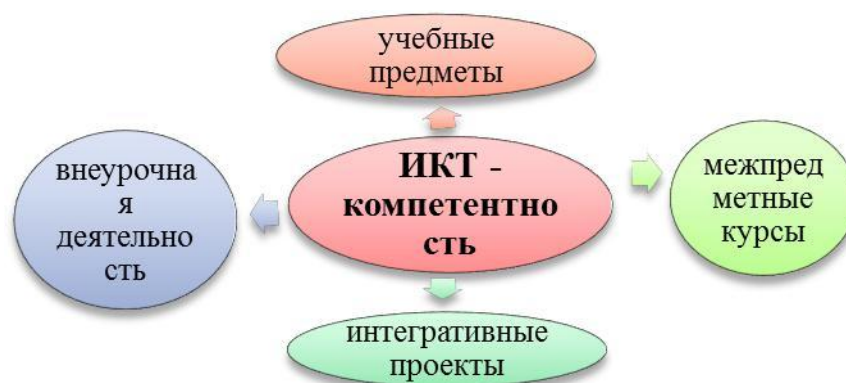 учебные
предметы
ИКТ -
компетентно
сть
внеурочна
я
деятельно
сть
межпред
метные
курсы
интегративные
проекты